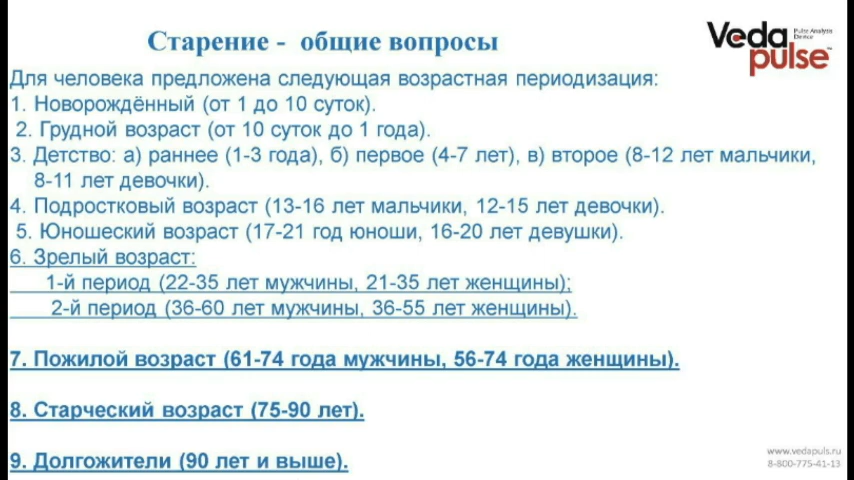 Старение - общие вопросы
Veda
pulse
Pulse Analysis
Device
Для человека предложена следующая возрастная периодизация:
1. Новорождённый (от 1 до 10 суток).
2. Грудной возраст (от 10 суток до 1 года).
3. Детство: а) раннее (1-3 года), б) первое (4-7 лет), в) второе (8-12 лет мальчики,
8-11 лет девочки).
4. Подростковый возраст (13-16 лет мальчики, 12-15 лет девочки).
5. Юношеский возраст (17-21 год юноши, 16-20 лет девушки).
6. Зрелый возраст:
1-й период (22-35 лет мужчины, 21-35 лет женщины);
2-й период (36-60 лет мужчины, 36-55 лет женщины).
7. Пожилой возраст (61-74 года мужчины, 56-74 года женщины).
8. Старческий возраст (75-90 лет).
9. Долгожители (90 лет и выше).
www.vedapuls.ru
8-800-775-41-13